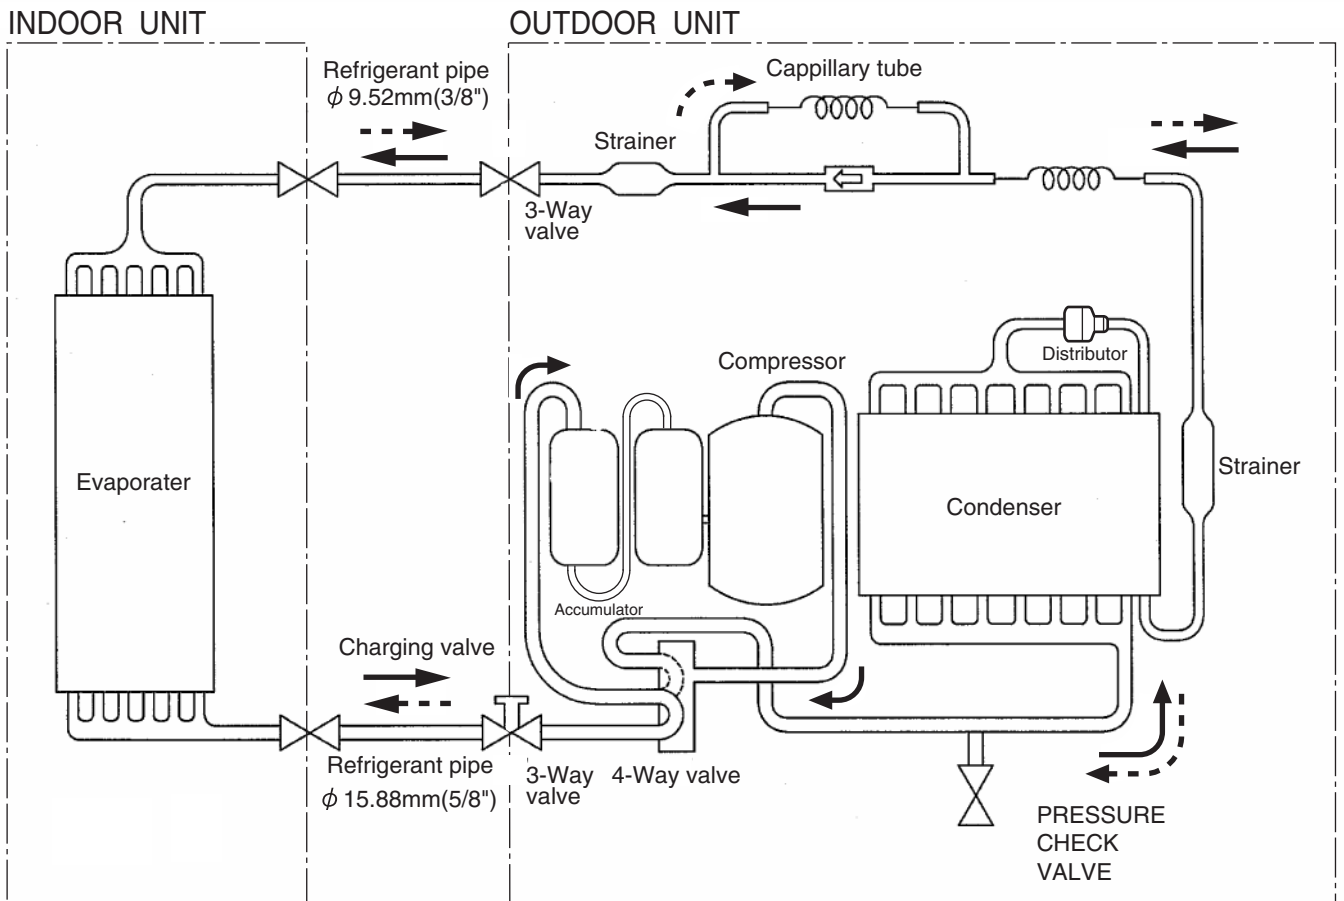 INDOOR UNIT
OUTDOOR UNIT
Refrigerant pipe
ϕ 9.52mm(3/8")
Cappillary tube
Strainer
3-Way
valve
Distributor
Compressor
Evaporater
Strainer
Condenser
Accumulator
Charging valve
Refrigerant pipe
ϕ 15.88mm(5/8")
3-Way
valve
4-Way valve
PRESSURE
CHECK
VALVE